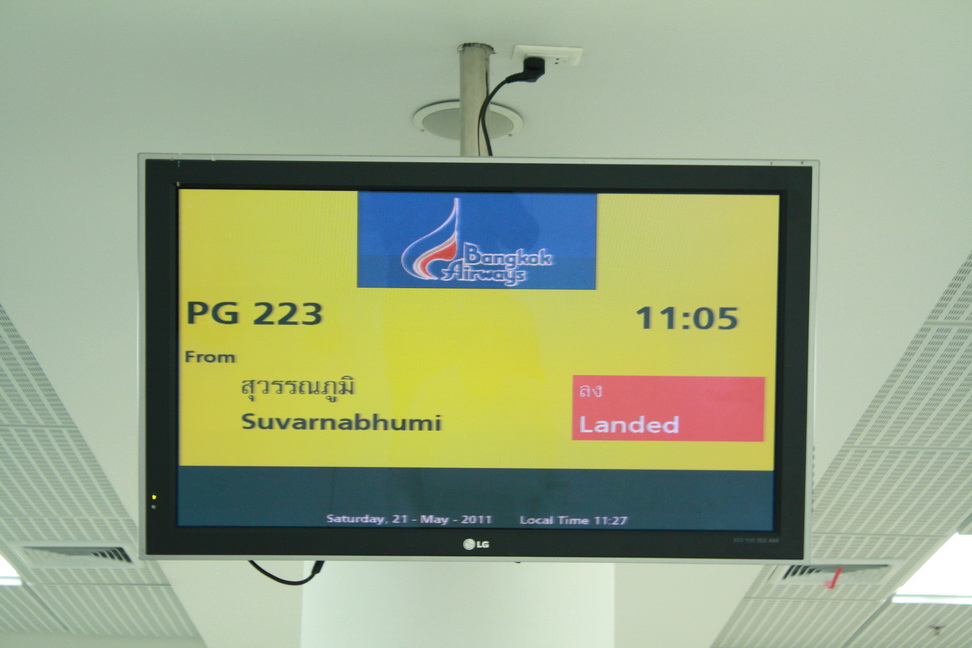 Bangkok
Airways
PG 223
11:05
From
สุวรรณภูมิ
Suvarnabhumi
ลง
Landed
Saturday, 21 - May - 2011 Local Time 11:27
LG